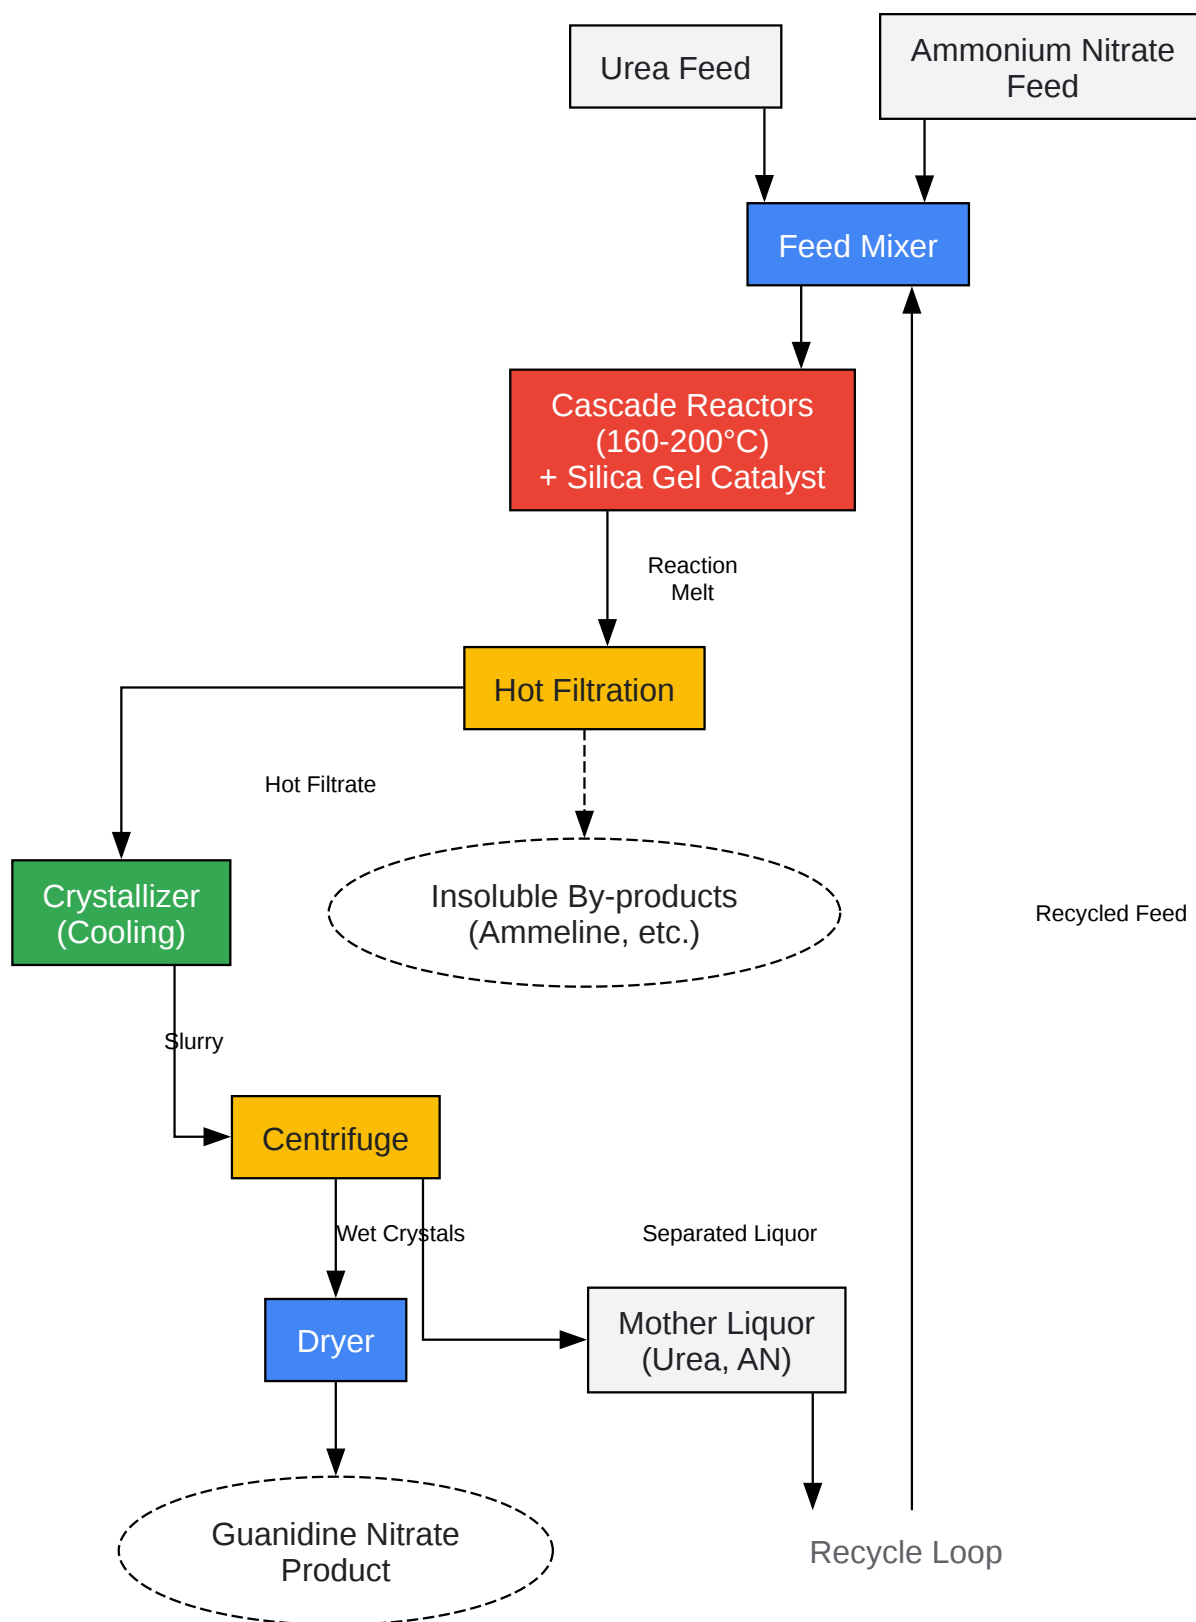 Urea Feed
Ammonium Nitrate
Feed
Feed Mixer
Cascade Reactors
(160-200°C)
+ Silica Gel Catalyst
Reaction
Melt
Hot Filtration
Hot Filtrate
Crystallizer
(Cooling)
Insoluble By-products
(Ammeline, etc.)
Recycled Feed
Slurry
Centrifuge
Wet Crystals
Separated Liquor
Dryer
Mother Liquor
(Urea, AN)
Guanidine Nitrate
Product
Recycle Loop